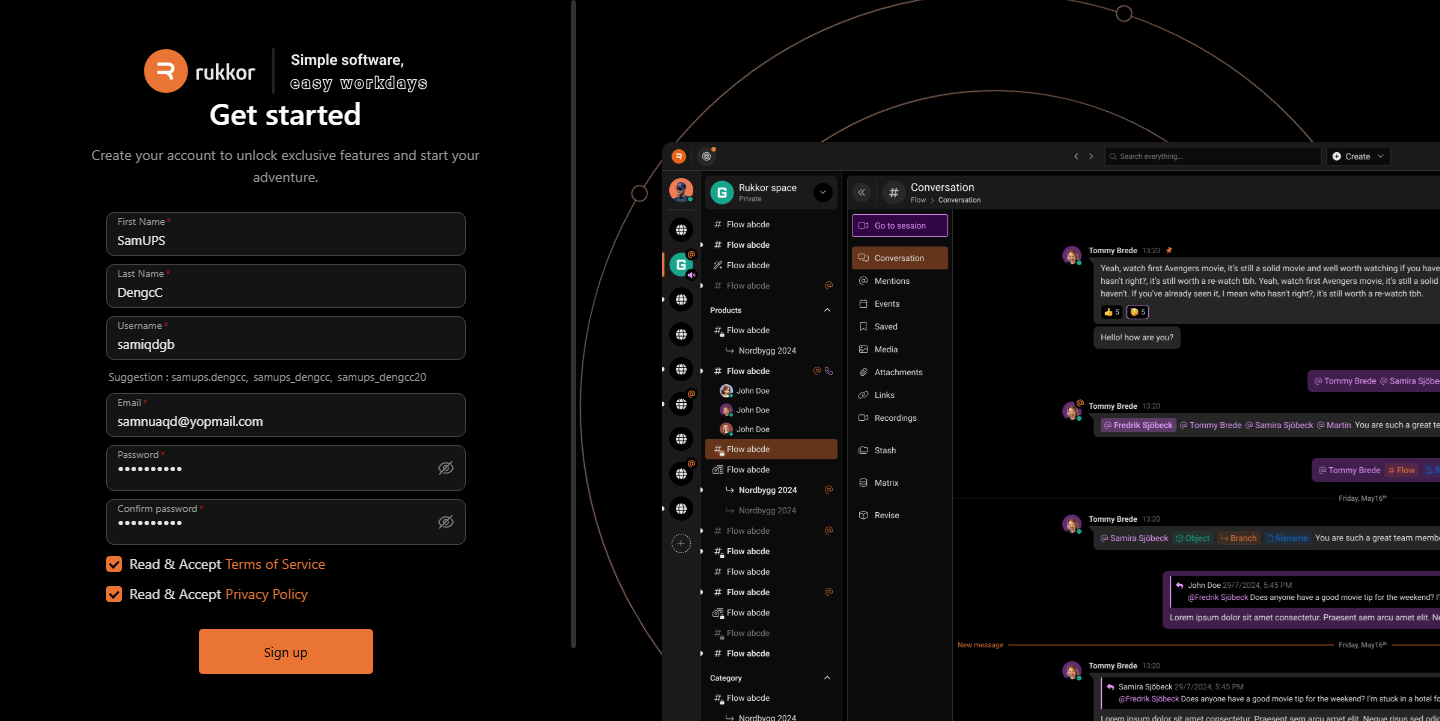 rukkor
Simple software,
easy workdays
Get started
Create your account to unlock exclusive features and start your
adventure.
First Name *
SamUPS
Last Name *
DengcC
Username *
samiqdgb
Suggestion : samups.dengcc, samups_dengcc, samups_dengcc20
Email *
samnuaqd@yopmail.com
Password *
Confirm password *
Read & Accept Terms of Service
Read & Accept Privacy Policy
Sign up
Search everything...
Create
G
Rukkor space
Private
Flow abcde
Flow abcde
G
Flow abcde
Flow abcde
Products
Flow abcde
Nordbygg 2024
Flow abcde
John Doe
John Doe
John Doe
Flow abcde
Flow abcde
Nordbygg 2024
Nordbygg 2024
Flow abcde
Flow abcde
Flow abcde
Flow abcde
Flow abcde
Flow abcde
Flow abcde
Category
Flow abcde
Nordbygg 2024
# Conversation
Flow > Conversation
Go to session
Conversation
Mentions
Events
Saved
Media
Attachments
Links
Recordings
Stash
Matrix
Revise
Tommy Brede 13:20
Yeah, watch first Avengers movie, it's still a solid movie and well worth watching if you have
hasn't right?, it's still worth a re-watch tbh. Yeah, watch first Avengers movie, it's still a solid
haven't. If you've already seen it, I mean who hasn't right?, it's still worth a re-watch tbh.
5 5
Hello! how are you?
@ Tommy Brede @ Samira Sjöbe
Tommy Brede 13:20
@ Fredrik Sjöbeck @ Tommy Brede @ Samira Sjöbeck @ Martin You are such a great te
@ Tommy Brede # Flow
Friday, May16th
Tommy Brede 13:20
@ Samira Sjöbeck Object Branch filename You are such a great team membe
John Doe 29/7/2024, 5:45 PM
@Fredrik Sjöbeck Does anyone have a good movie tip for the weekend? I'
Lorem ipsum dolor sit amet consectetur. Praesent sem arcu amet elit. Ne
New message
Friday, May16th
Tommy Brede 13:20
Samira Sjöbeck 29/7/2024, 5:45 PM
@Fredrik Sjöbeck Does anyone have a good movie tip for the weekend? I'm stuck in a hotel fo
Lorem ipsum dolor sit amet consectetur. Praesent sem arcu amet elit. Neque risus sed odio